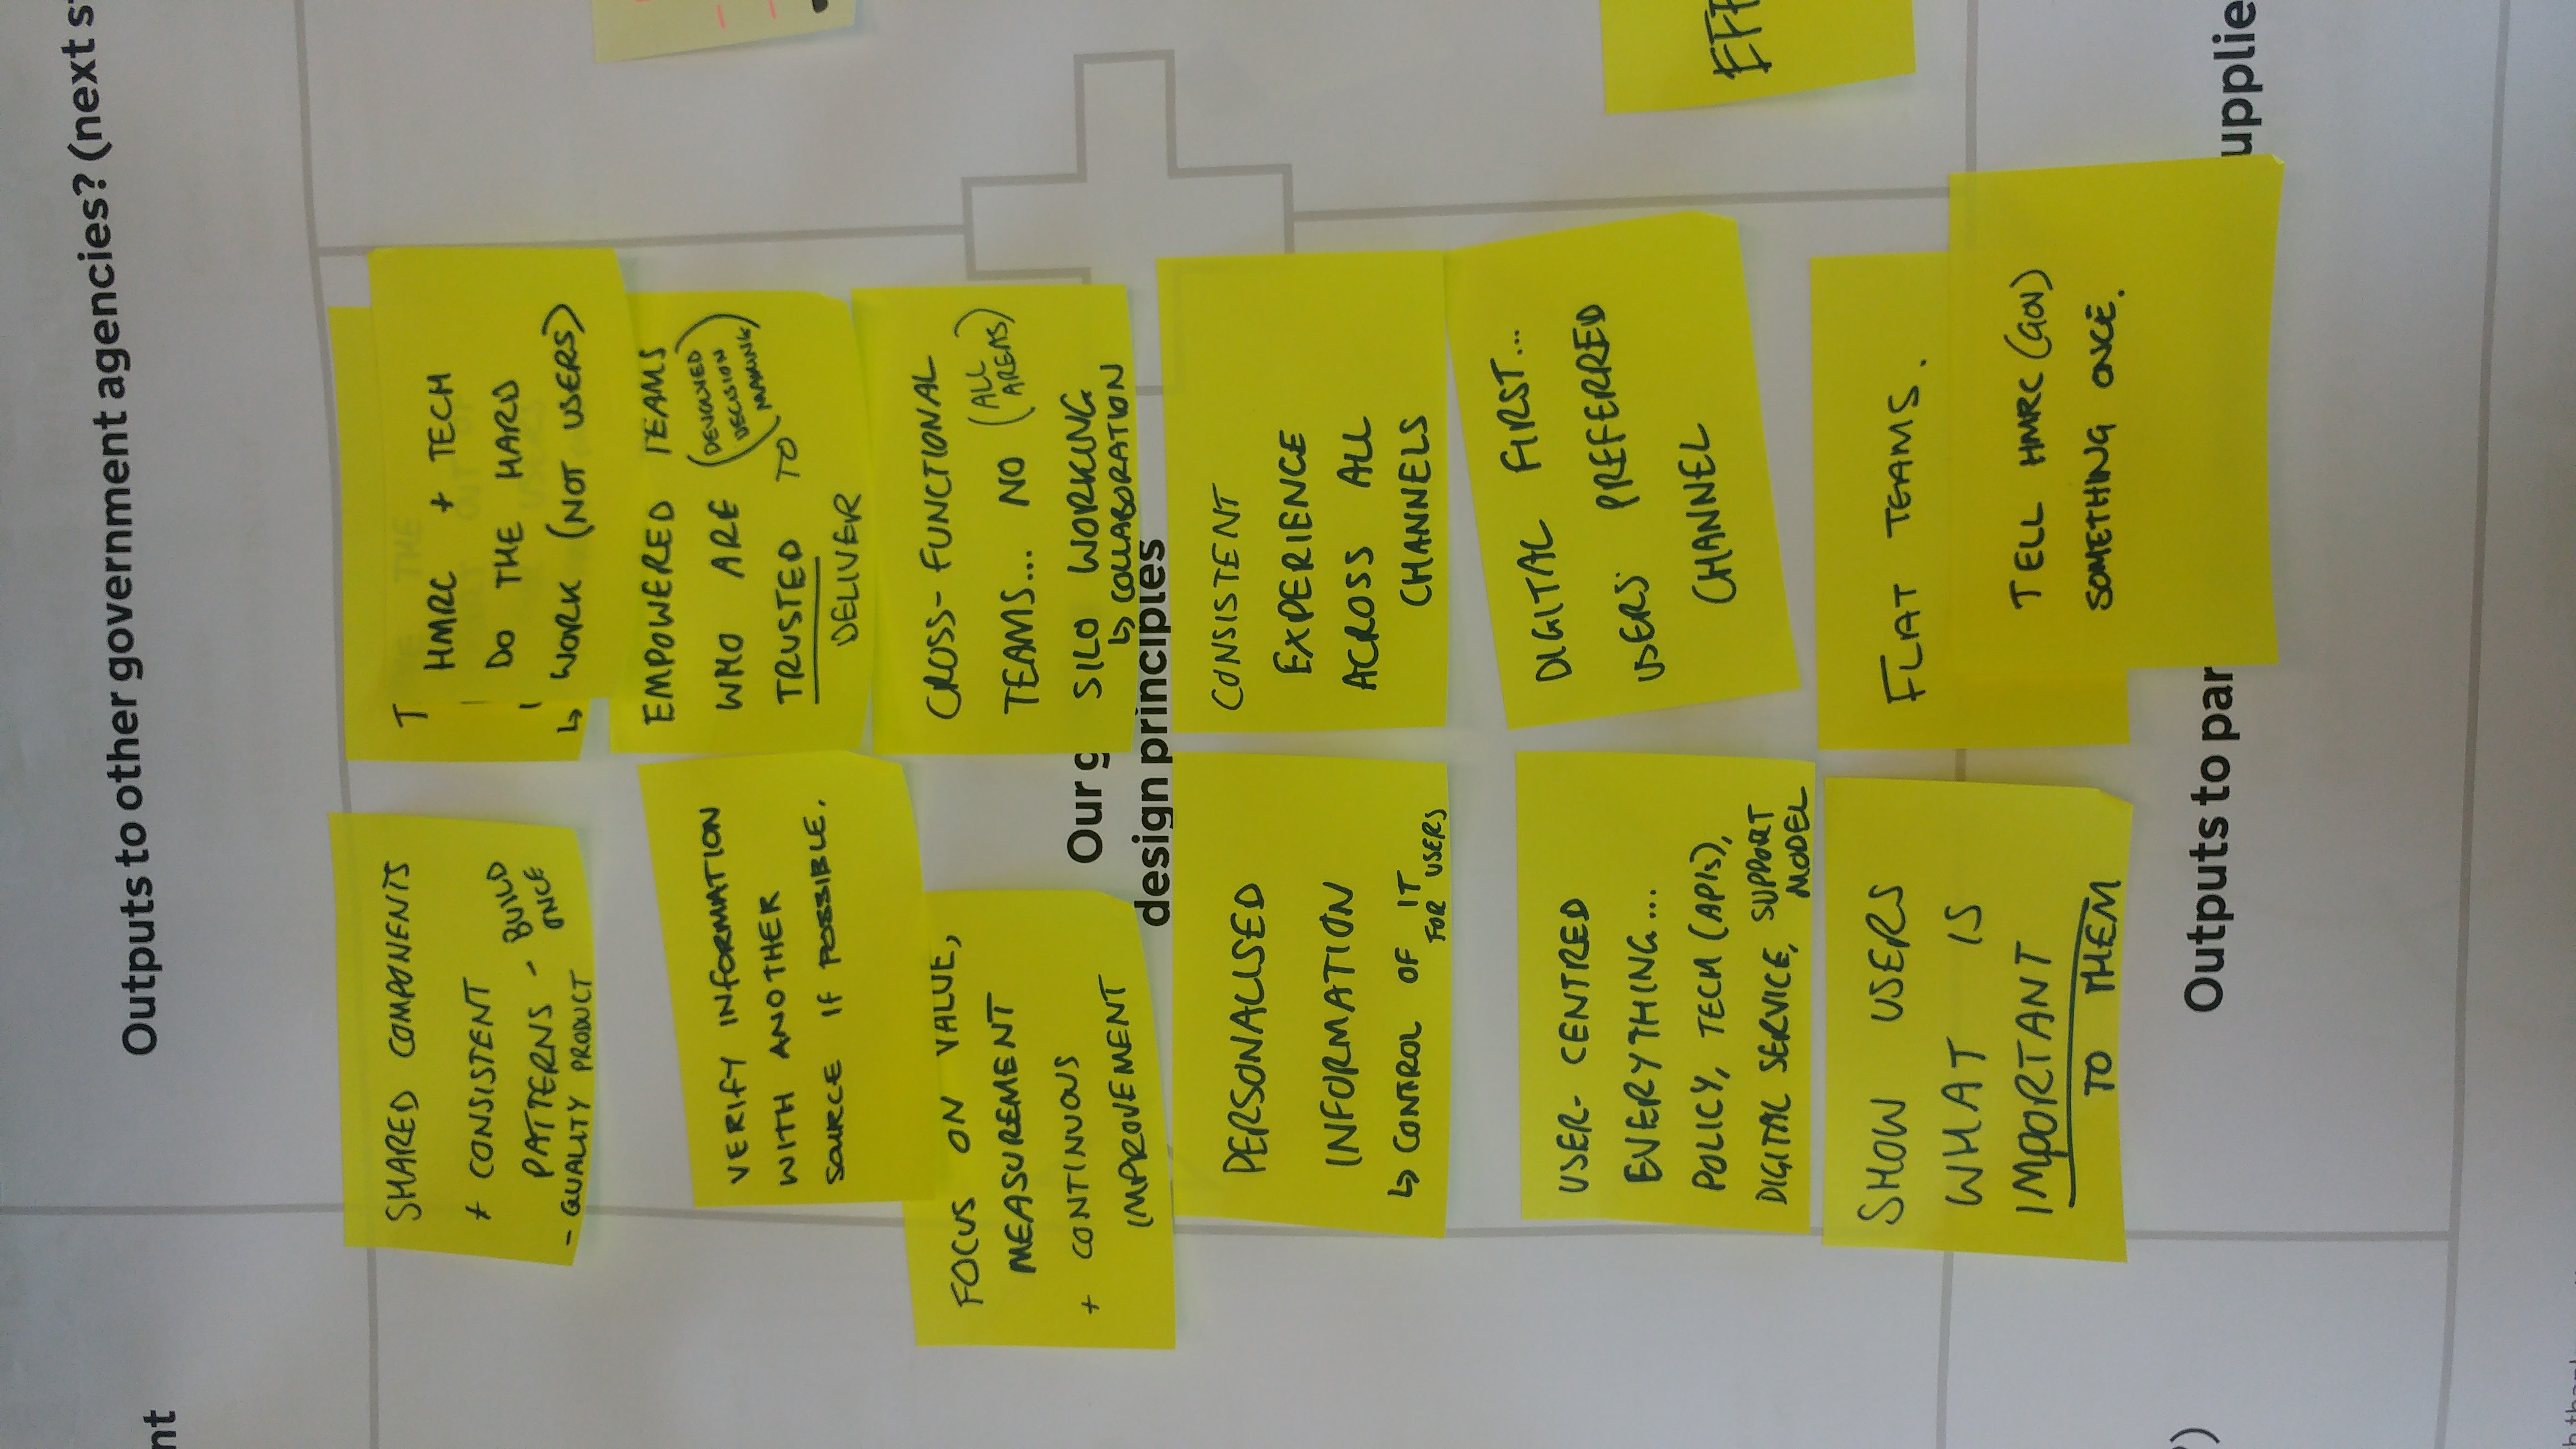 Outputs to other government agencies? (next
nt
SHARED COMPONENTS
+ CONSISTENT
PATTERNS - BUILD
ONCE
- QUALITY PRODUCT
T
HMRC + TECH
DO THE HARD
↳ WORK (NOT USERS)
VERIFY INFORMATION
WITH ANOTHER
SOURCE IF POSSIBLE.
EMPOWERED TEAMS
WHO ARE (DEVOLVED
DECISION
MAKING)
TRUSTED TO
DELIVER
FOCUS ON VALUE,
MEASUREMENT
+ CONTINUOUS
IMPROVEMENT
CROSS-FUNCTIONAL
TEAMS... NO (ALL
AREAS)
SILO WORKING
↳ COLLABORATION
Our g
design principles
PERSONALISED
INFORMATION
↳ CONTROL OF IT
FOR USERS
CONSISTENT
EXPERIENCE
ACROSS ALL
CHANNELS
USER-CENTRED
EVERYTHING...
POLICY, TECH (APIs),
DIGITAL SERVICE, SUPPORT
MODEL
DIGITAL FIRST...
USERS PREFERRED
CHANNEL
EFF
SHOW USERS
WHAT IS
IMPORTANT
TO THEM
FLAT TEAMS.
TELL HMRC (GOV)
SOMETHING ONCE.
Outputs to par
upplie